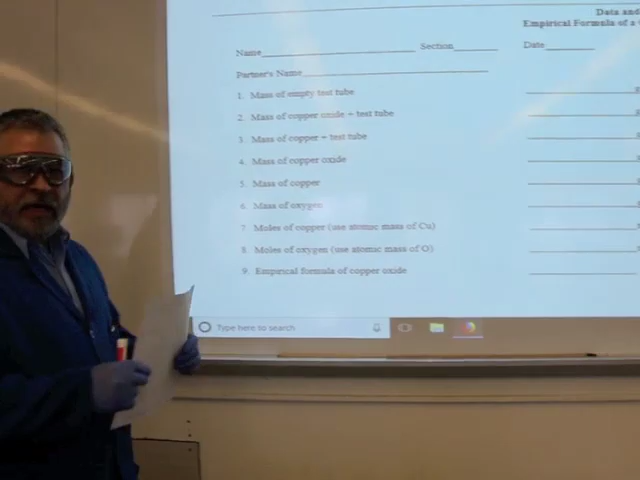 Data and
Empirical Formula of a
Name Section Date
Partner's Name
1. Mass of empty test tube
2. Mass of copper oxide + test tube
3. Mass of copper + test tube
4. Mass of copper oxide
5. Mass of copper
6. Mass of oxygen
7. Moles of copper (use atomic mass of Cu)
8. Moles of oxygen (use atomic mass of O)
9. Empirical formula of copper oxide
Type here to search